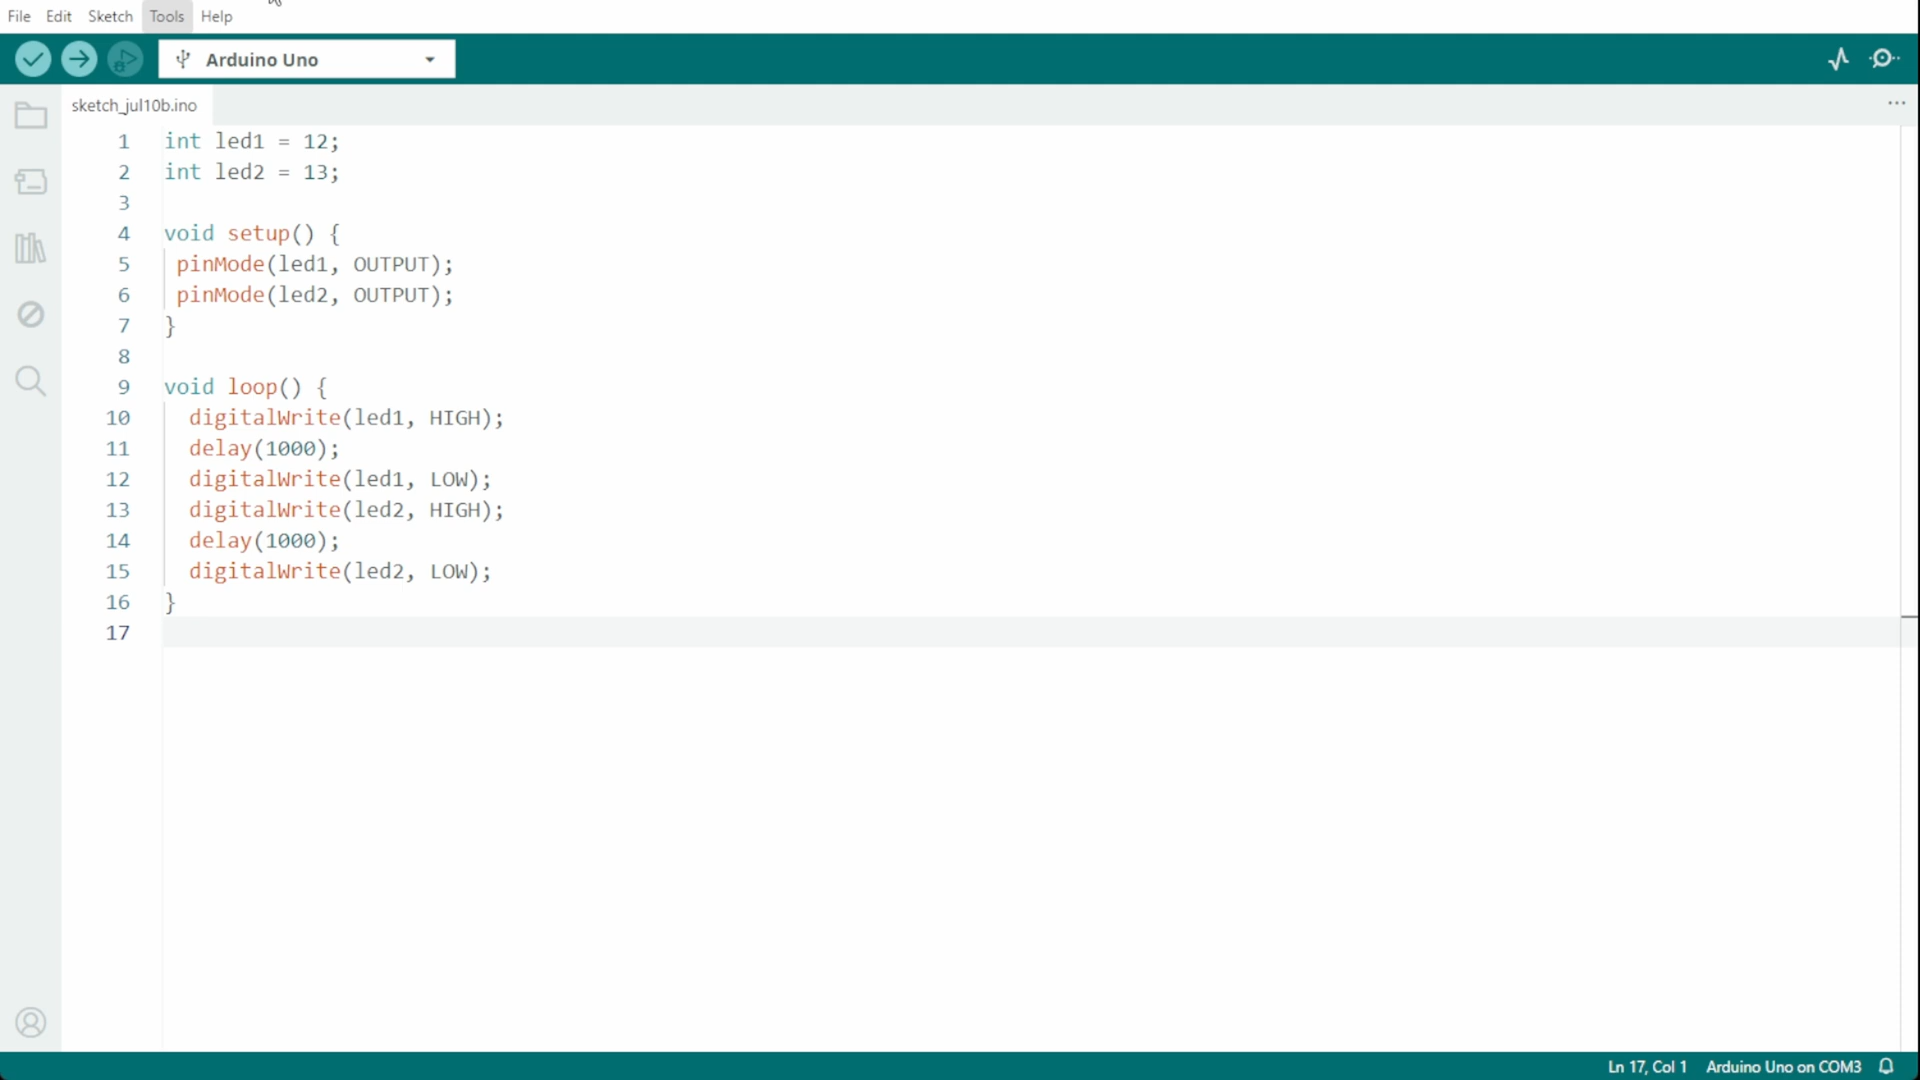 File Edit Sketch Tools Help
Arduino Uno
sketch_jul10b.ino
1 int led1 = 12;
2 int led2 = 13;
3
4 void setup() {
5 pinMode(led1, OUTPUT);
6 pinMode(led2, OUTPUT);
7 }
8
9 void loop() {
10 digitalWrite(led1, HIGH);
11 delay(1000);
12 digitalWrite(led1, LOW);
13 digitalWrite(led2, HIGH);
14 delay(1000);
15 digitalWrite(led2, LOW);
16 }
17
Ln 17, Col 1 Arduino Uno on COM3